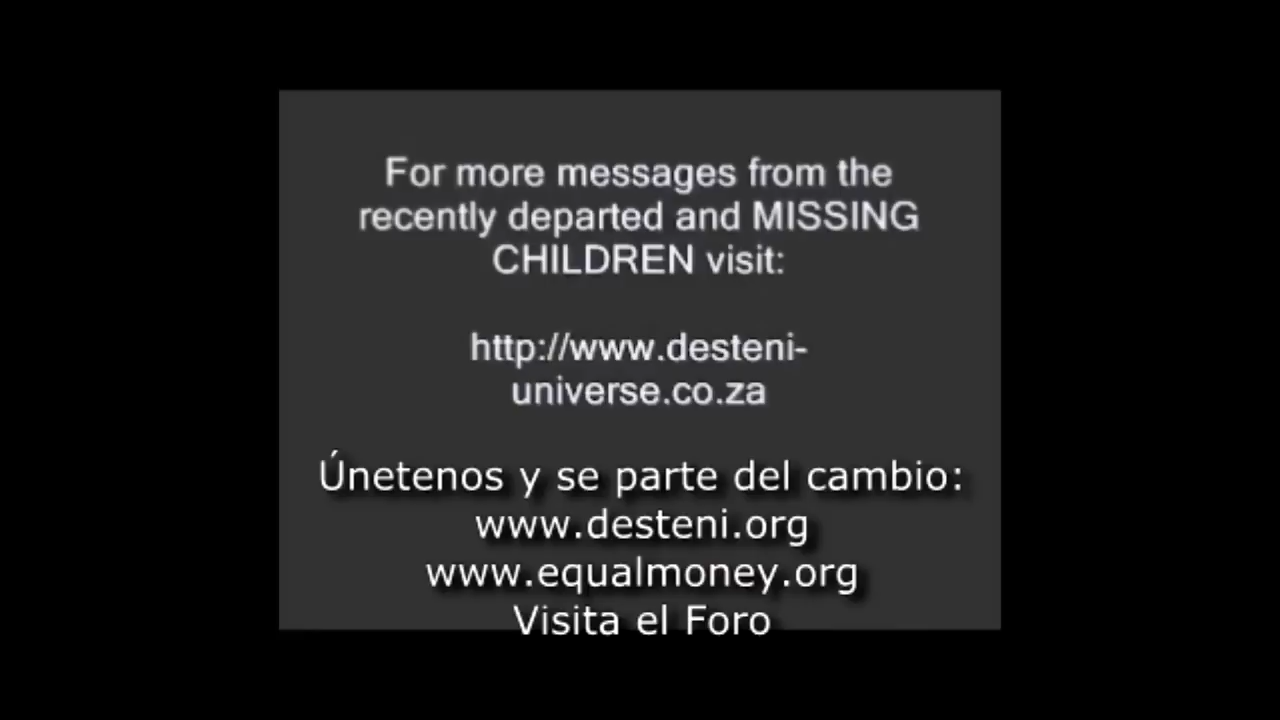 For more messages from the
recently departed and MISSING
CHILDREN visit:
http://www.desteni-
universe.co.za
Únetenos y se parte del cambio:
www.desteni.org
www.equalmoney.org
Visita el Foro